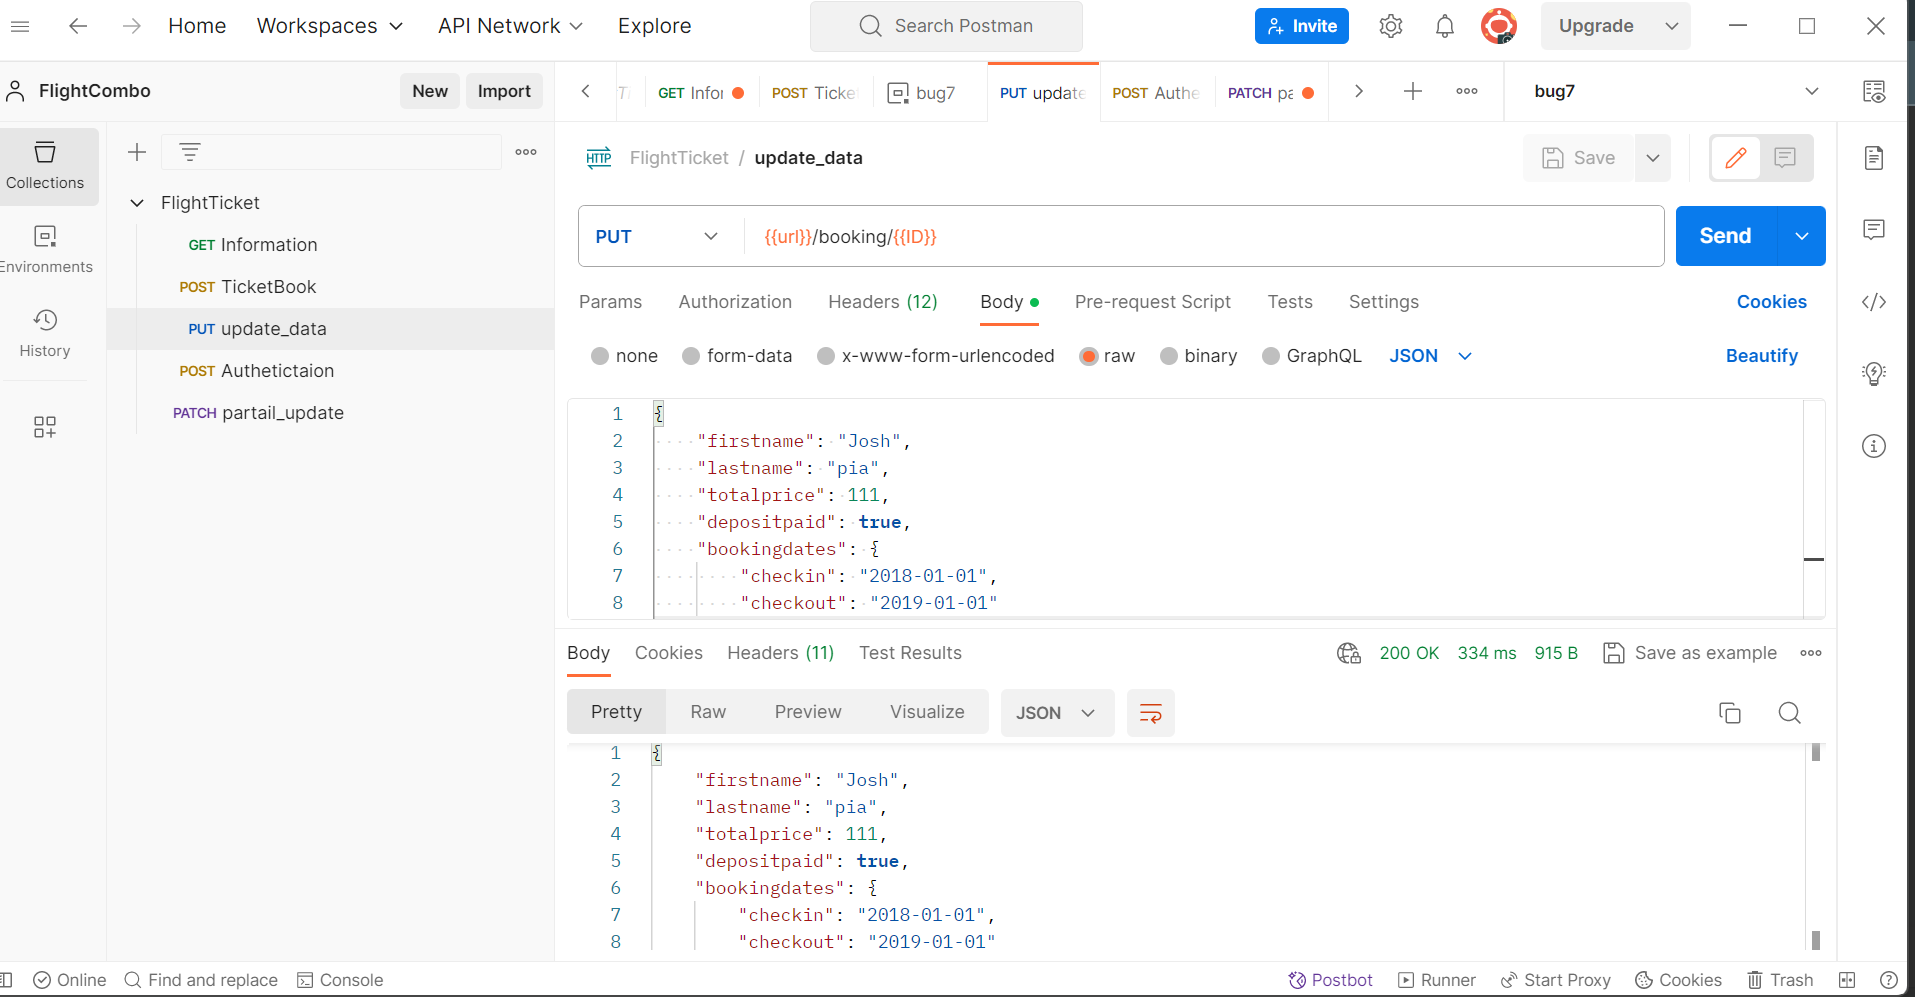 Home Workspaces API Network Explore Search Postman Invite Upgrade
FlightCombo New Import GET Infor POST Ticke bug7 PUT update POST Authe PATCH pa bug7
Collections
Environments
History
FlightTicket
GET Information
POST TicketBook
PUT update_data
POST Authetictaion
PATCH partail_update
HTTP FlightTicket / update_data Save
PUT {{url}}/booking/{{ID}} Send
Params Authorization Headers (12) Body Pre-request Script Tests Settings Cookies
none form-data x-www-form-urlencoded raw binary GraphQL JSON Beautify
1 {
2 "firstname": "Josh",
3 "lastname": "pia",
4 "totalprice": 111,
5 "depositpaid": true,
6 "bookingdates": {
7 "checkin": "2018-01-01",
8 "checkout": "2019-01-01"
Body Cookies Headers (11) Test Results 200 OK 334 ms 915 B Save as example
Pretty Raw Preview Visualize JSON
1 {
2 "firstname": "Josh",
3 "lastname": "pia",
4 "totalprice": 111,
5 "depositpaid": true,
6 "bookingdates": {
7 "checkin": "2018-01-01",
8 "checkout": "2019-01-01"
Online Find and replace Console Postbot Runner Start Proxy Cookies Trash